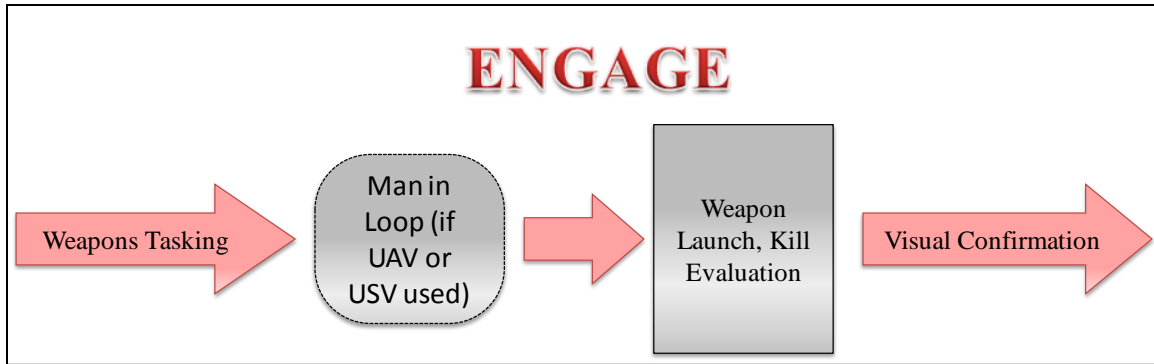 ENGAGE
Weapons Tasking
Man in
Loop (if
UAV or
USV used)
Weapon
Launch, Kill
Evaluation
Visual Confirmation